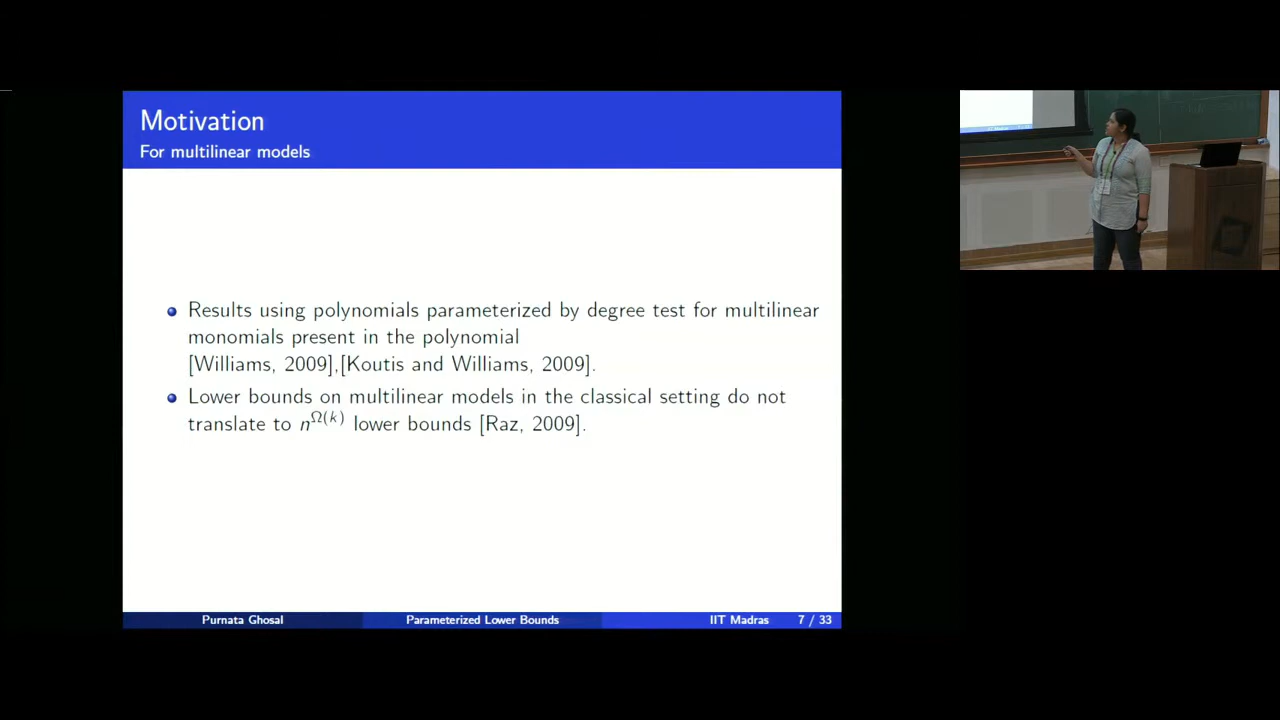 Motivation
For multilinear models
Results using polynomials parameterized by degree test for multilinear
monomials present in the polynomial
[Williams, 2009],[Koutis and Williams, 2009].
Lower bounds on multilinear models in the classical setting do not
translate to n^Ω(k) lower bounds [Raz, 2009].
Purnata Ghosal Parameterized Lower Bounds IIT Madras 7 / 33